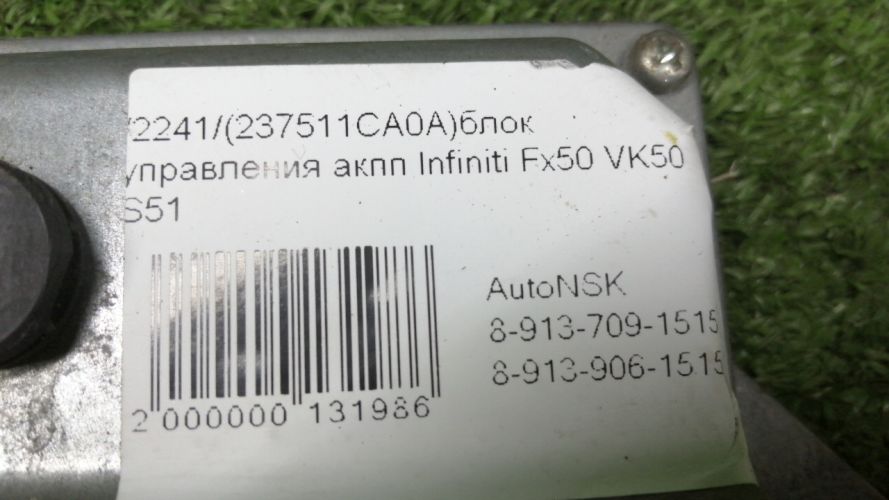 /2241/(237511CA0A)блок
управления акпп Infiniti Fx50 VK50
S51
AutoNSK
8-913-709-1515
8-913-906-1515
2 000000 131986